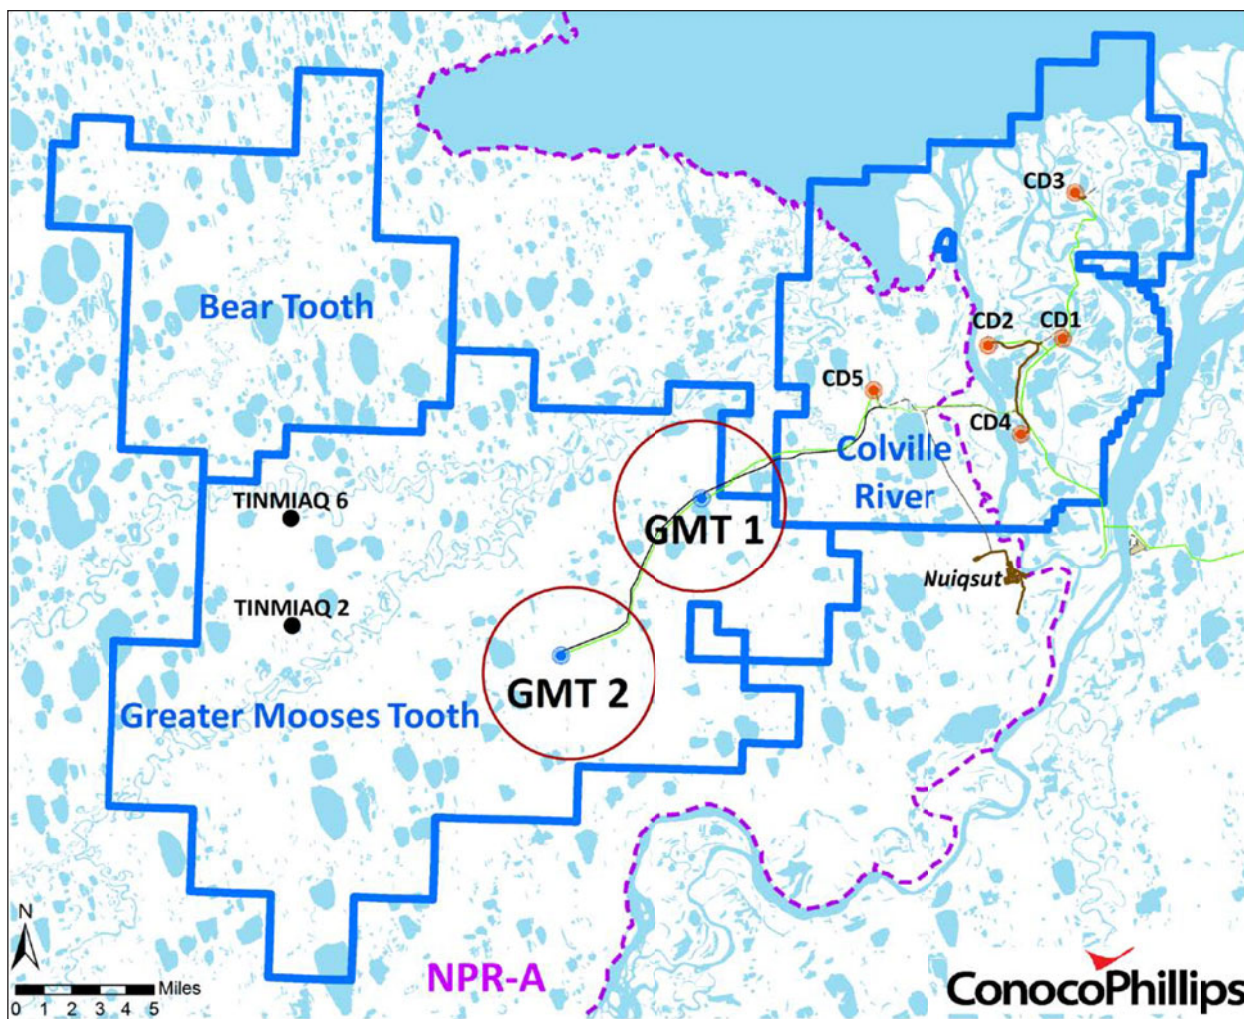 CD3
Bear Tooth
CD2
CD1
CD5
CD4
Colville
River
TINMIAQ 6
GMT 1
Nuiqsut
TINMIAQ 2
GMT 2
Greater Mooses Tooth
N
NPR-A
Miles
0 1 2 3 4 5
ConocoPhillips